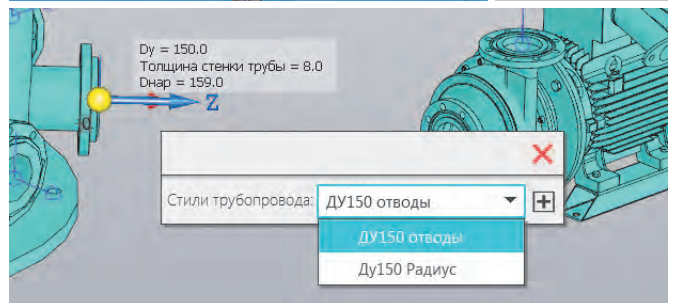 Dy = 150.0
Толщина стенки трубы = 8.0
Dнар = 159.0
Z
Стили трубопровода: ДУ150 отводы
ДУ150 отводы
Ду150 Радиус